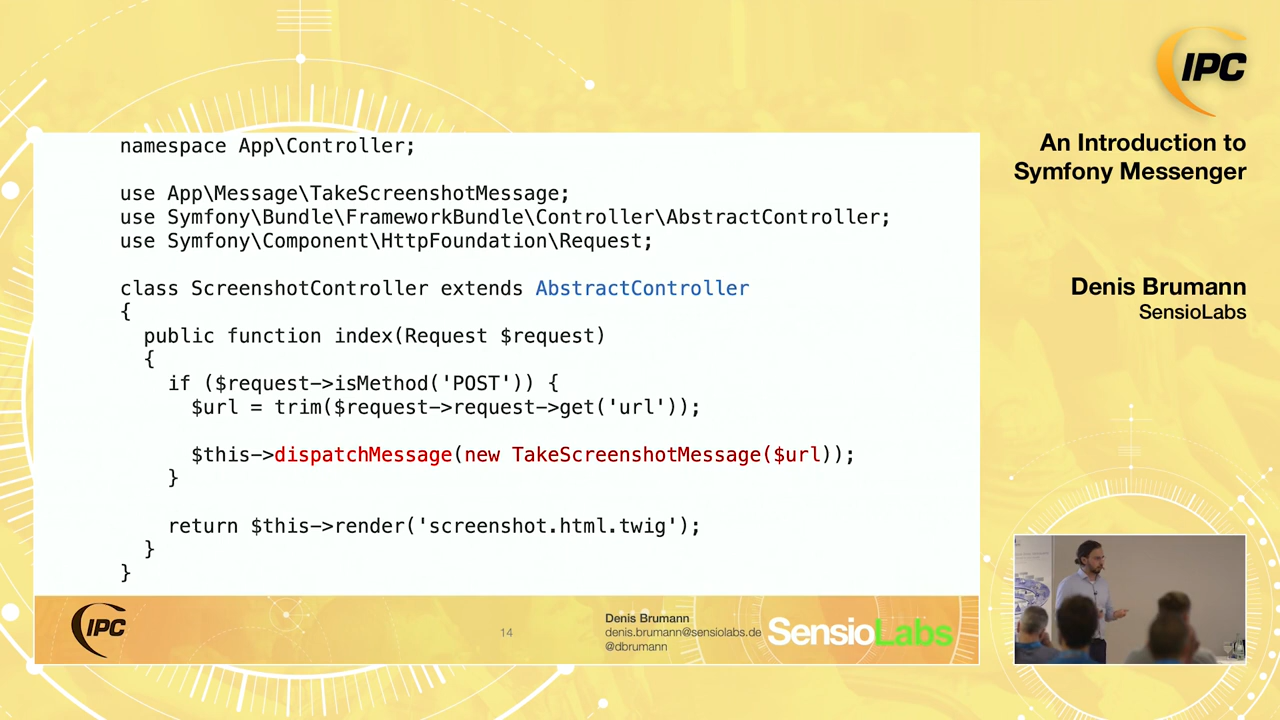 IPC
An Introduction to
Symfony Messenger
Denis Brumann
SensioLabs
namespace App\Controller;
use App\Message\TakeScreenshotMessage;
use Symfony\Bundle\FrameworkBundle\Controller\AbstractController;
use Symfony\Component\HttpFoundation\Request;
class ScreenshotController extends AbstractController
{
public function index(Request $request)
{
if ($request->isMethod('POST')) {
$url = trim($request->request->get('url'));
$this->dispatchMessage(new TakeScreenshotMessage($url));
}
return $this->render('screenshot.html.twig');
}
}
IPC
14
Denis Brumann
denis.brumann@sensiolabs.de
@dbrumann
SensioLabs